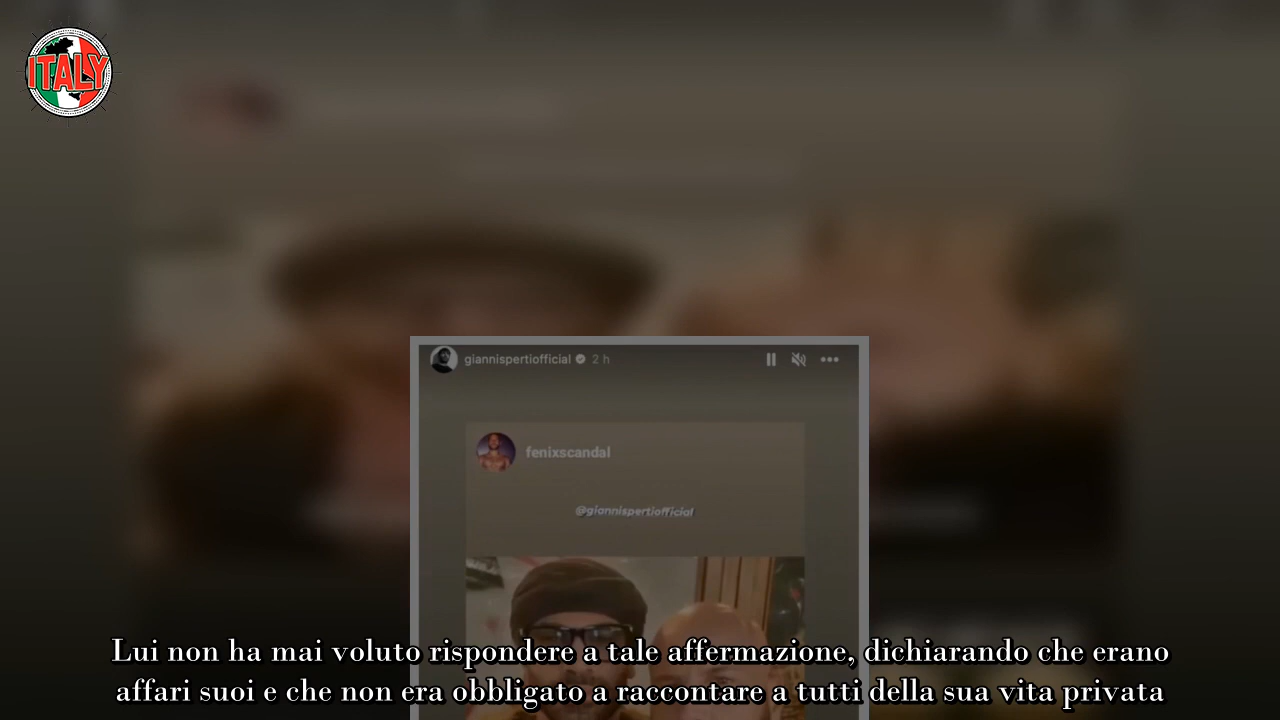 ITALY
giannispertiofficial 2 h
fenixscandal
@giannispertiofficial
Lui non ha mai voluto rispondere a tale affermazione, dichiarando che erano
affari suoi e che non era obbligato a raccontare a tutti della sua vita privata